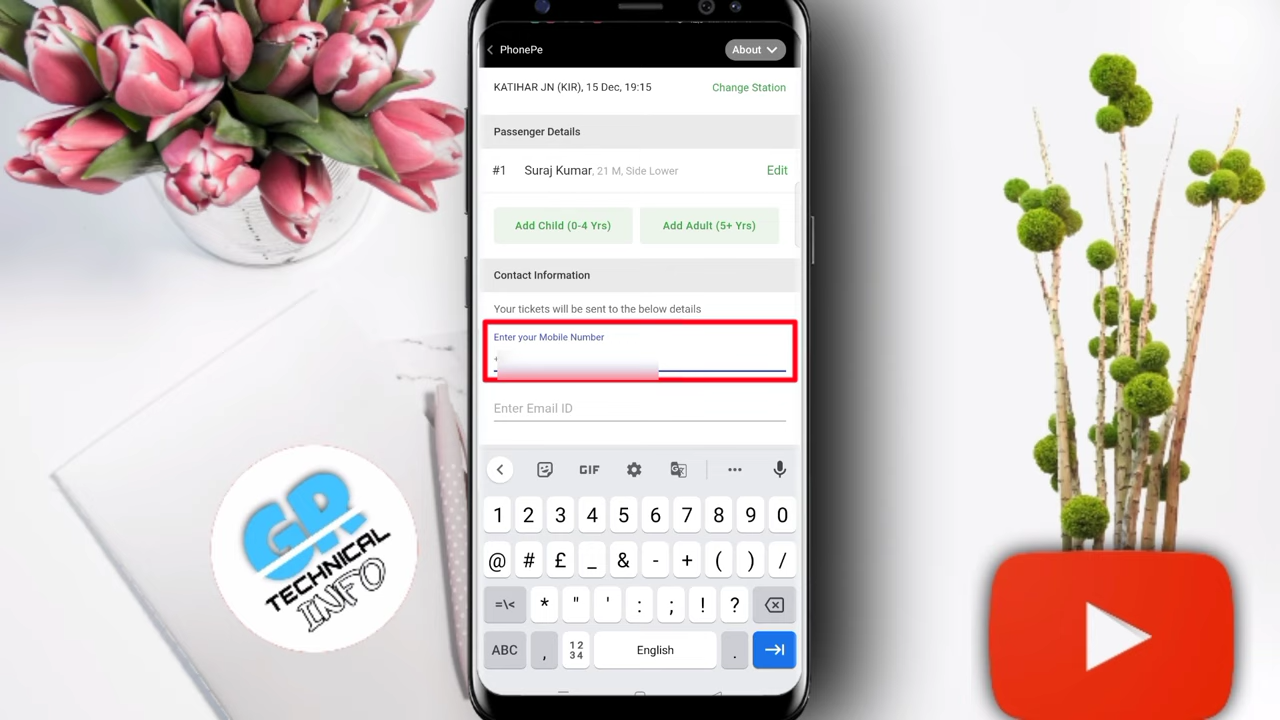 PhonePe
About
KATIHAR JN (KIR), 15 Dec, 19:15
Change Station
Passenger Details
#1 Suraj Kumar, 21 M, Side Lower
Edit
Add Child (0-4 Yrs)
Add Adult (5+ Yrs)
Contact Information
Your tickets will be sent to the below details
Enter your Mobile Number
Enter Email ID
GIF
1 2 3 4 5 6 7 8 9 0
@ # £ _ & - + ( ) /
=\< * " ' : ; ! ?
ABC , 12 34 English .
GR
TECHNICAL
INFO